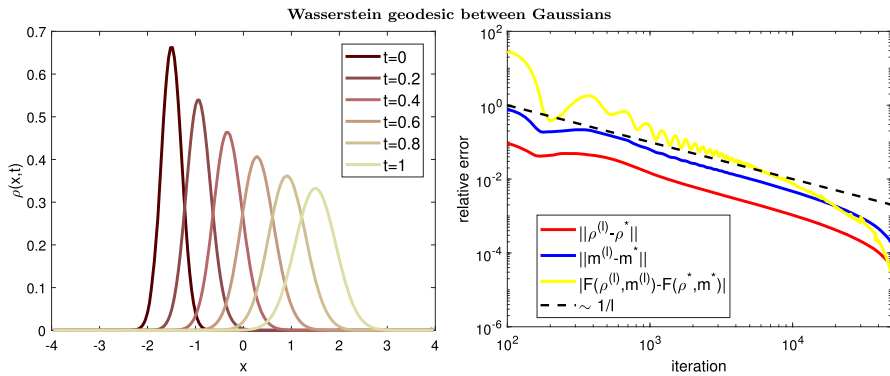 Wasserstein geodesic between Gaussians
0.7
0.6
0.5
0.4
0.3
0.2
0.1
0
-4
-3
-2
-1
0
1
2
3
4
x
ρ(x,t)
t=0
t=0.2
t=0.4
t=0.6
t=0.8
t=1
10^2
10^0
10^-2
10^-4
10^-6
10^2
10^3
10^4
iteration
relative error
||ρ^(l)-ρ^*||
||m^(l)-m^*||
|F(ρ^(l),m^(l))-F(ρ^*,m^*)|
~ 1/l